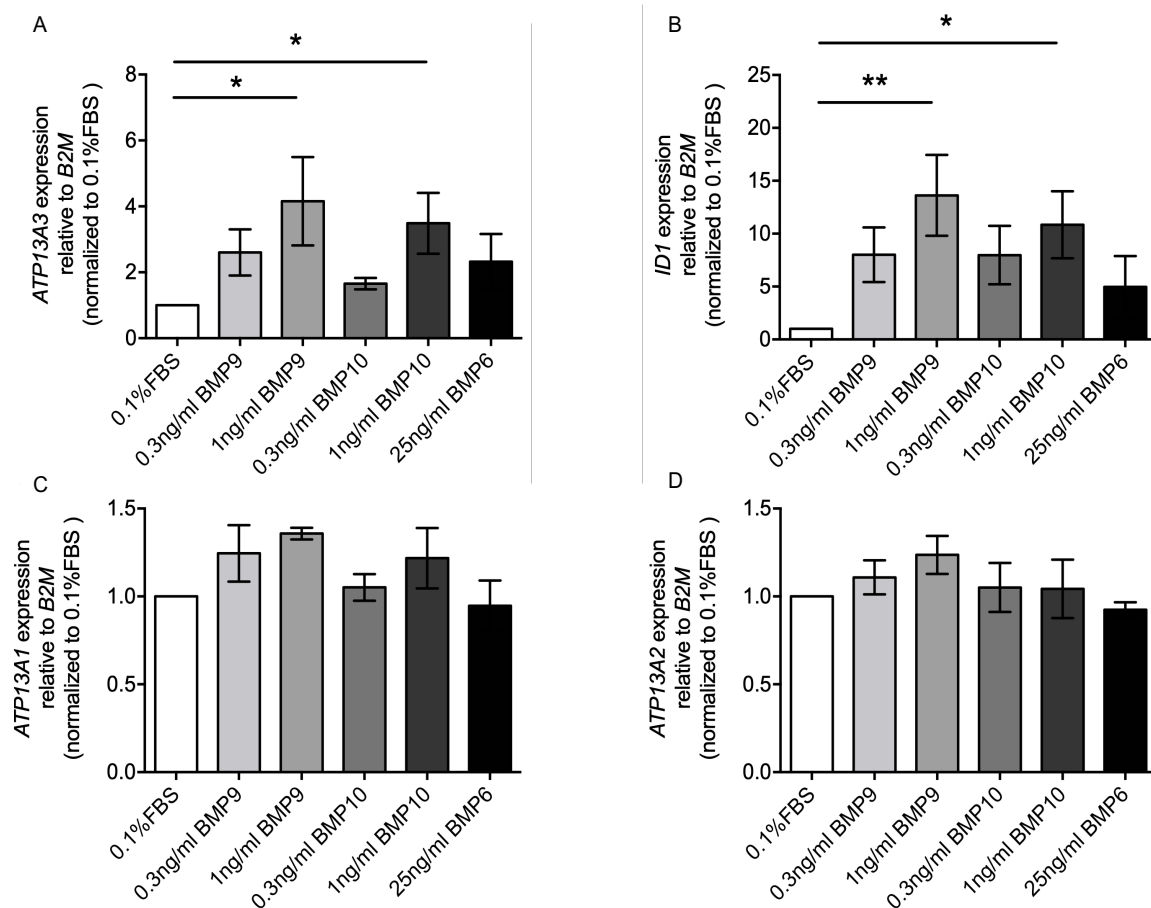 A
*
*
ATP13A3 expression
relative to B2M
(normalized to 0.1%FBS )
8
6
4
2
0
0.1%FBS
0.3ng/ml BMP9
1ng/ml BMP9
0.3ng/ml BMP10
1ng/ml BMP10
25ng/ml BMP6
B
*
**
ID1 expression
relative to B2M
(normalized to 0.1%FBS )
25
20
15
10
5
0
0.1%FBS
0.3ng/ml BMP9
1ng/ml BMP9
0.3ng/ml BMP10
1ng/ml BMP10
25ng/ml BMP6
C
ATP13A1 expression
relative to B2M
(normalized to 0.1%FBS )
1.5
1.0
0.5
0.0
0.1%FBS
0.3ng/ml BMP9
1ng/ml BMP9
0.3ng/ml BMP10
1ng/ml BMP10
25ng/ml BMP6
D
ATP13A2 expression
relative to B2M
(normalized to 0.1%FBS )
1.5
1.0
0.5
0.0
0.1%FBS
0.3ng/ml BMP9
1ng/ml BMP9
0.3ng/ml BMP10
1ng/ml BMP10
25ng/ml BMP6